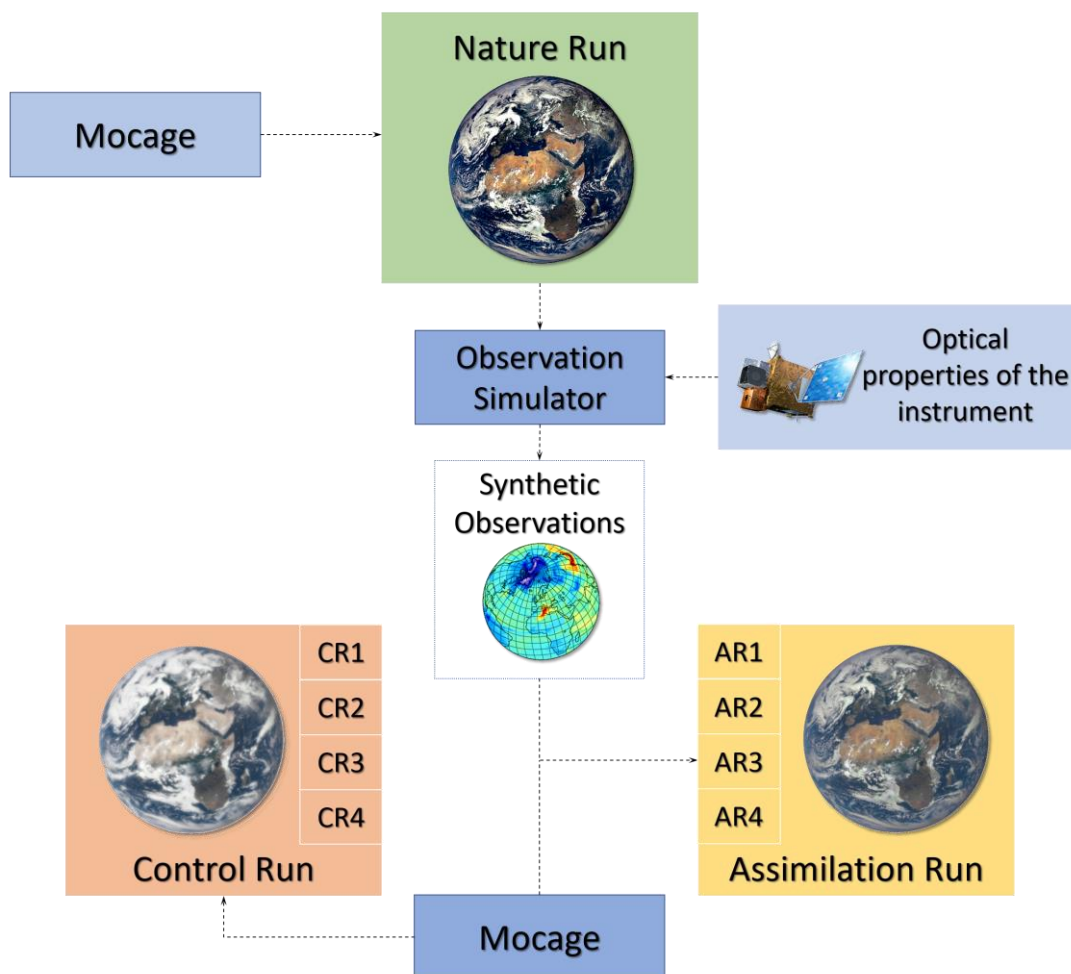 Nature Run
Mocage
Observation
Simulator
Optical
properties of the
instrument
Synthetic
Observations
CR1
CR2
CR3
CR4
Control Run
AR1
AR2
AR3
AR4
Assimilation Run
Mocage